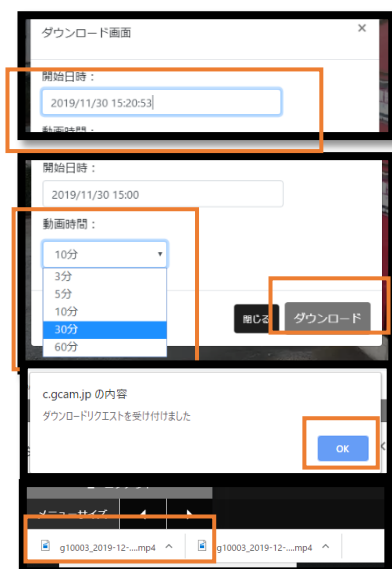 ダウンロード画面
×
開始日時：
2019/11/30 15:20:53
動画時間：
開始日時：
2019/11/30 15:00
動画時間：
10分
3分
5分
10分
30分
60分
閉じる
ダウンロード
c.gcam.jp の内容
ダウンロードリクエストを受け付けました
OK
メニューサイズ
g10003_2019-12-....mp4
g10003_2019-12-....mp4